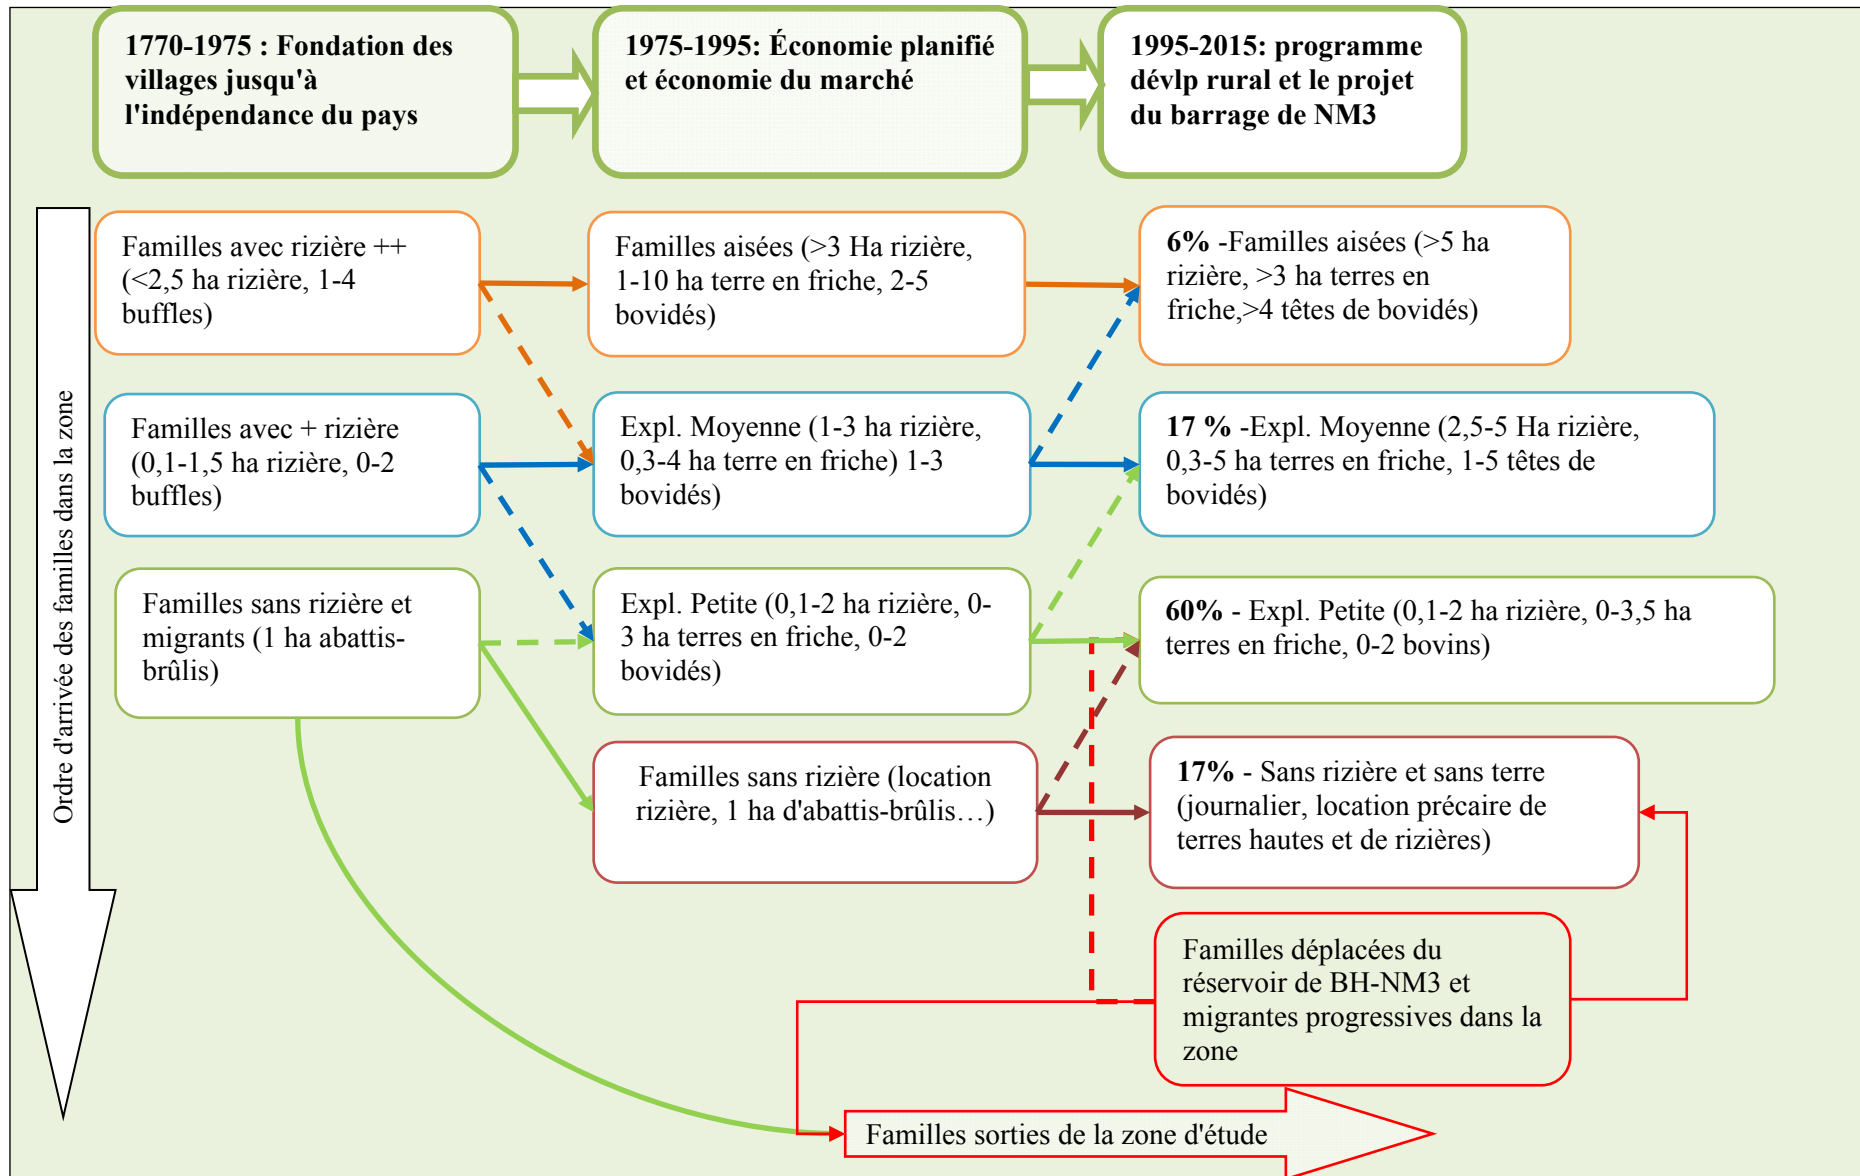 1770-1975 : Fondation des
villages jusqu'à
l'indépendance du pays
1975-1995: Économie planifié
et économie du marché
1995-2015: programme
dévlp rural et le projet
du barrage de NM3
Ordre d'arrivée des familles dans la zone
Familles avec rizière ++
(<2,5 ha rizière, 1-4
buffles)
Familles aisées (>3 Ha rizière,
1-10 ha terre en friche, 2-5
bovidés)
6% -Familles aisées (>5 ha
rizière, >3 ha terres en
friche,>4 têtes de bovidés)
Familles avec + rizière
(0,1-1,5 ha rizière, 0-2
buffles)
Expl. Moyenne (1-3 ha rizière,
0,3-4 ha terre en friche) 1-3
bovidés)
17 % -Expl. Moyenne (2,5-5 Ha rizière,
0,3-5 ha terres en friche, 1-5 têtes de
bovidés)
Familles sans rizière et
migrants (1 ha abattis-
brûlis)
Expl. Petite (0,1-2 ha rizière, 0-
3 ha terres en friche, 0-2
bovidés)
60% - Expl. Petite (0,1-2 ha rizière, 0-3,5 ha
terres en friche, 0-2 bovins)
Familles sans rizière (location
rizière, 1 ha d'abattis-brûlis…)
17% - Sans rizière et sans terre
(journalier, location précaire de
terres hautes et de rizières)
Familles déplacées du
réservoir de BH-NM3 et
migrantes progressives dans la
zone
Familles sorties de la zone d'étude